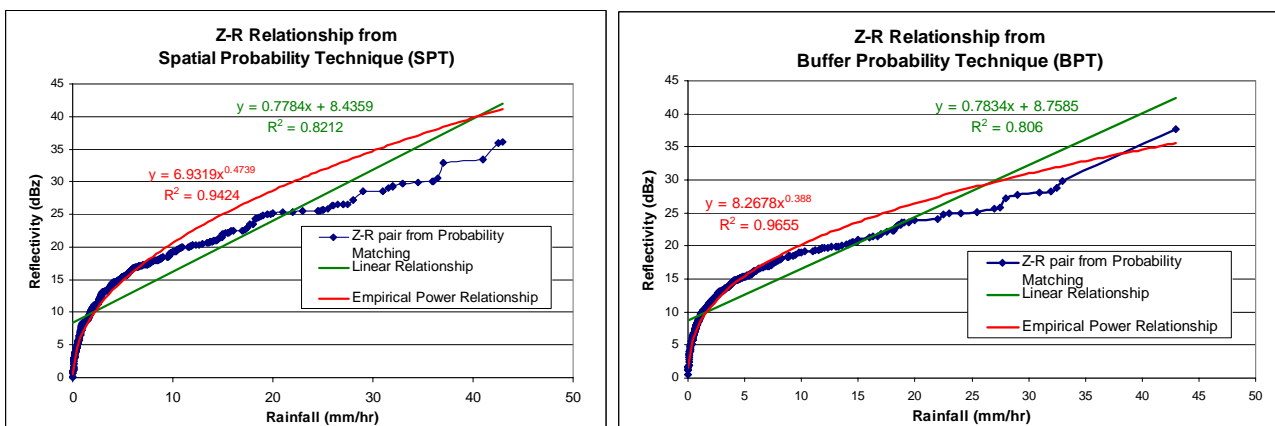 Z-R Relationship from
Spatial Probability Technique (SPT)
45
40
35
30
25
20
15
10
5
0
Reflectivity (dBz)
y = 0.7784x + 8.4359
R² = 0.8212
y = 6.9319x^0.4739
R² = 0.9424
Z-R pair from Probability
Matching
Linear Relationship
Empirical Power Relationship
0 10 20 30 40 50
Rainfall (mm/hr)
Z-R Relationship from
Buffer Probability Technique (BPT)
45
40
35
30
25
20
15
10
5
0
Reflectivity (dBz)
y = 0.7834x + 8.7585
R² = 0.806
y = 8.2678x^0.388
R² = 0.9655
Z-R pair from Probability
Matching
Linear Relationship
Empirical Power Relationship
0 5 10 15 20 25 30 35 40 45 50
Rainfall (mm/hr)